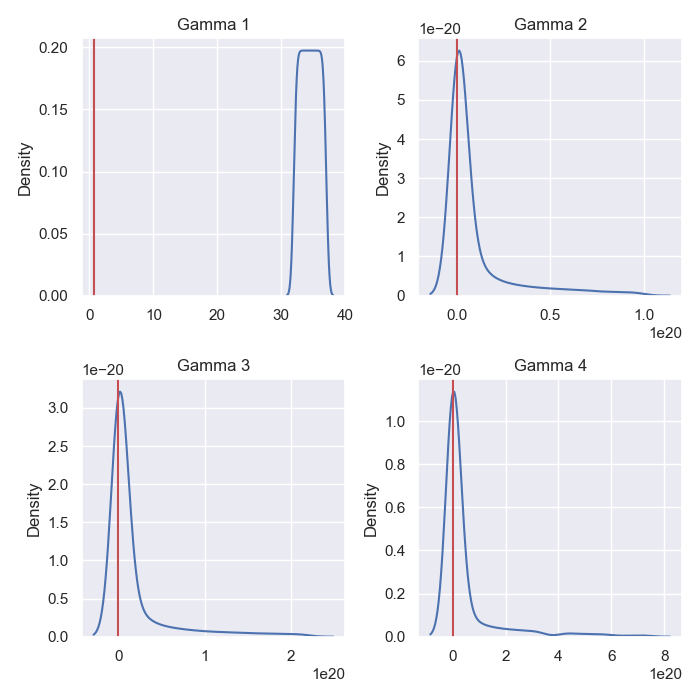 Gamma 1
Density
0.20
0.15
0.10
0.05
0.00
0 10 20 30 40
Gamma 2
1e−20
Density
6
5
4
3
2
1
0
0.0 0.5 1.0
1e20
Gamma 3
1e−20
Density
3.0
2.5
2.0
1.5
1.0
0.5
0.0
0 1 2
1e20
Gamma 4
1e−20
Density
1.0
0.8
0.6
0.4
0.2
0.0
0 2 4 6 8
1e20